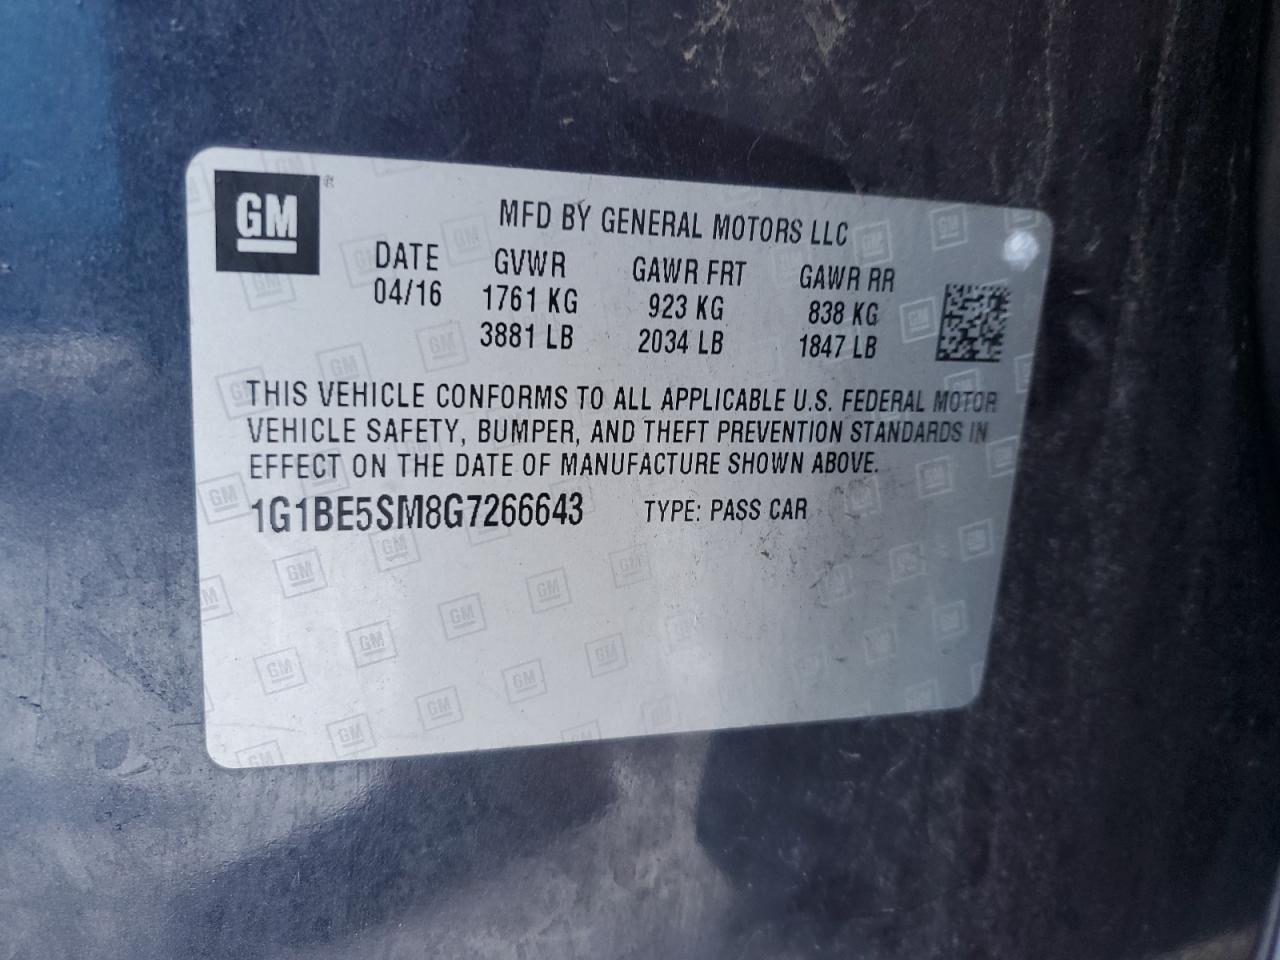 GM
MFD BY GENERAL MOTORS LLC
DATE GVWR GAWR FRT GAWR RR
04/16 1761 KG 923 KG 838 KG
3881 LB 2034 LB 1847 LB
THIS VEHICLE CONFORMS TO ALL APPLICABLE U.S. FEDERAL MOTOR
VEHICLE SAFETY, BUMPER, AND THEFT PREVENTION STANDARDS IN
EFFECT ON THE DATE OF MANUFACTURE SHOWN ABOVE.
1G1BE5SM8G7266643 TYPE: PASS CAR